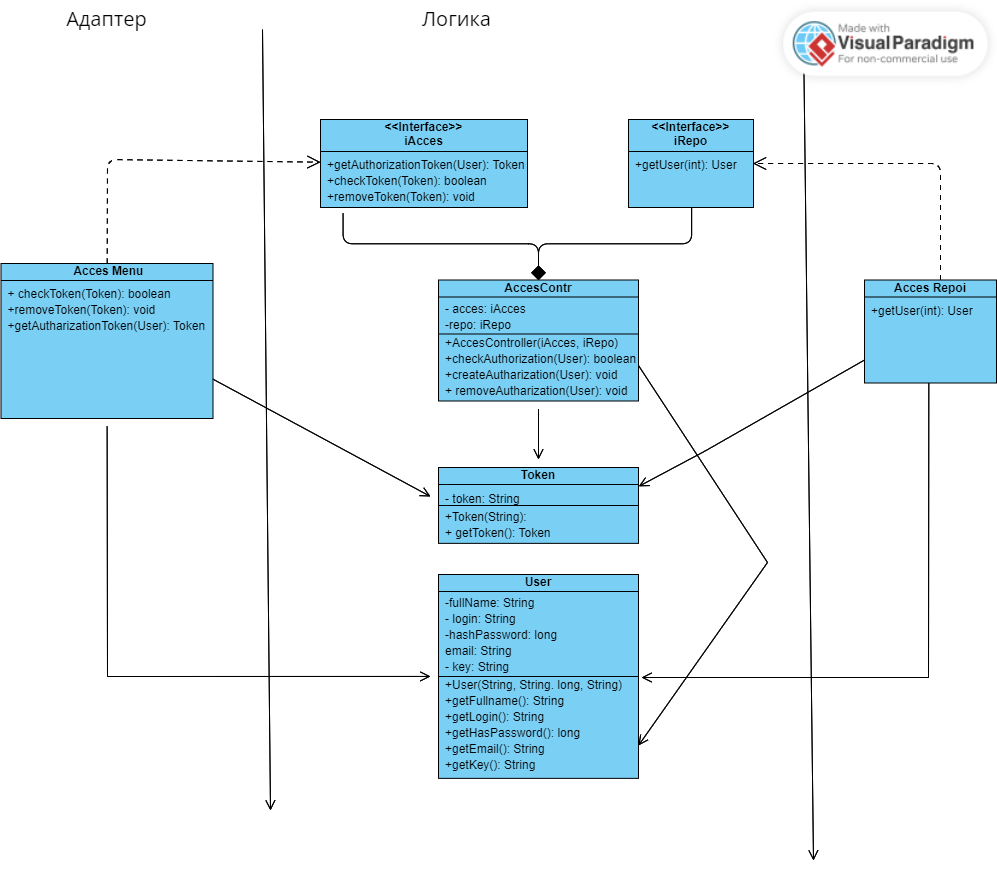 Адаптер
Логика
Made with
VisualParadigm
For non-commercial use
<<Interface>>
iAcces
+getAuthorizationToken(User): Token
+checkToken(Token): boolean
+removeToken(Token): void
<<Interface>>
iRepo
+getUser(int): User
Acces Menu
+ checkToken(Token): boolean
+removeToken(Token): void
+getAutharizationToken(User): Token
AccesContr
- acces: iAcces
-repo: iRepo
+AccesController(iAcces, iRepo)
+checkAuthorization(User): boolean
+createAutharization(User): void
+ removeAutharization(User): void
Acces Repoi
+getUser(int): User
Token
- token: String
+Token(String):
+ getToken(): Token
User
-fullName: String
- login: String
-hashPassword: long
email: String
- key: String
+User(String, String. long, String)
+getFullname(): String
+getLogin(): String
+getHasPassword(): long
+getEmail(): String
+getKey(): String